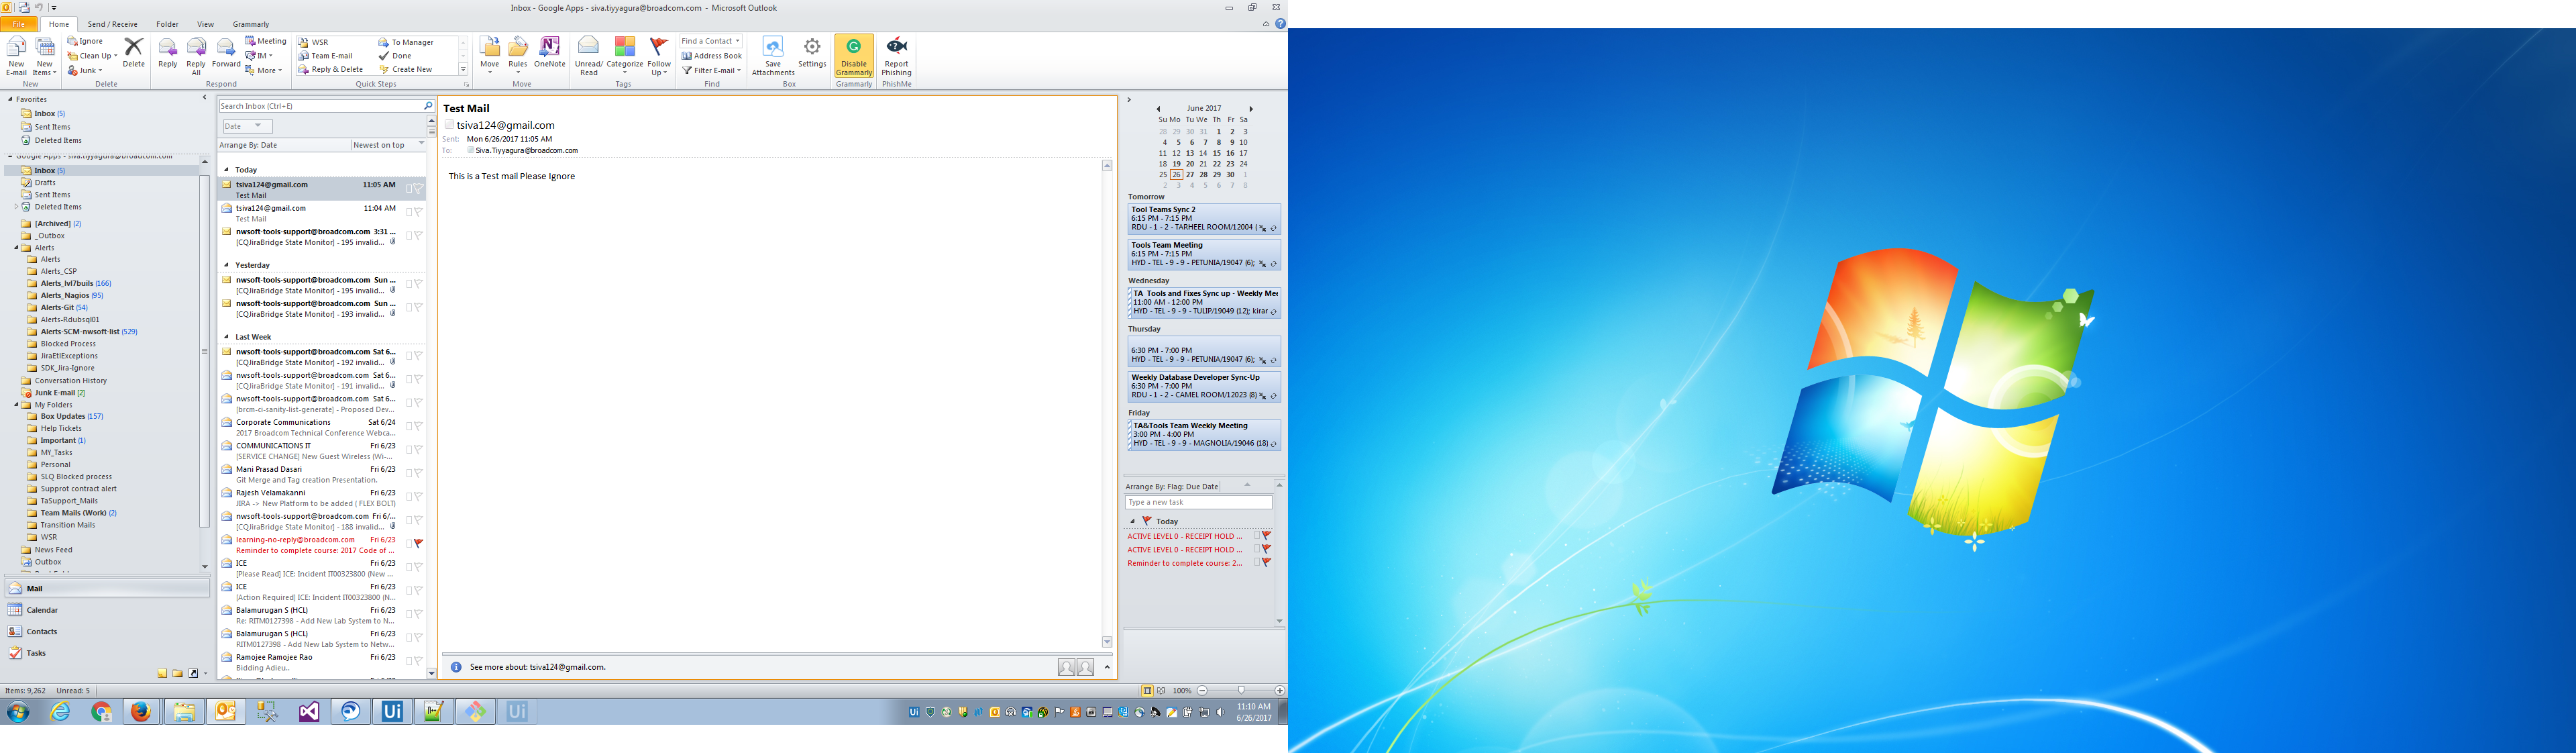 Inbox - Google Apps - siva.tiyyagura@broadcom.com - Microsoft Outlook
File Home Send / Receive Folder View Grammarly
New E-mail
New Items
New
Ignore
Clean Up
Junk
Delete
Delete
Reply
Reply All
Forward
Meeting
IM
More
Respond
WSR
Team E-mail
Reply & Delete
To Manager
Done
Create New
Quick Steps
Move
Rules
OneNote
Move
Unread/ Read
Categorize
Follow Up
Tags
Find a Contact
Address Book
Filter E-mail
Find
Save Attachments
Settings
Box
Disable Grammarly
Grammarly
Report Phishing
PhishMe
Favorites
Inbox (5)
Sent Items
Deleted Items
Google Apps - siva.tiyyagura@broadcom.com
Inbox (5)
Drafts
Sent Items
Deleted Items
[Archived] (2)
_Outbox
Alerts
Alerts
Alerts_CSP
Alerts_lvl7buils (166)
Alerts_Nagios (95)
Alerts-Git (54)
Alerts-Rdubsql01
Alerts-SCM-nwsoft-list (529)
Blocked Process
JiraEtlExceptions
SDK_Jira-Ignore
Conversation History
Junk E-mail [2]
My Folders
Box Updates (157)
Help Tickets
Important (1)
MY_Tasks
Personal
SLQ Blocked process
Supprot contract alert
TaSupport_Mails
Team Mails (Work) (2)
Transition Mails
WSR
News Feed
Outbox
Mail
Calendar
Contacts
Tasks
Items: 9,262 Unread: 5
Search Inbox (Ctrl+E)
Date
Arrange By: Date Newest on top
Today
tsiva124@gmail.com 11:05 AM
Test Mail
tsiva124@gmail.com 11:04 AM
Test Mail
nwsoft-tools-support@broadcom.com 3:31 ...
[CQJiraBridge State Monitor] - 195 invalid...
Yesterday
nwsoft-tools-support@broadcom.com Sun ...
[CQJiraBridge State Monitor] - 195 invalid...
nwsoft-tools-support@broadcom.com Sun ...
[CQJiraBridge State Monitor] - 193 invalid...
Last Week
nwsoft-tools-support@broadcom.com Sat 6...
[CQJiraBridge State Monitor] - 192 invalid...
nwsoft-tools-support@broadcom.com Sat 6...
[CQJiraBridge State Monitor] - 191 invalid...
nwsoft-tools-support@broadcom.com Sat 6...
[brcm-ci-sanity-list-generate] - Proposed Dev...
Corporate Communications Sat 6/24
2017 Broadcom Technical Conference Webca...
COMMUNICATIONS IT Fri 6/23
[SERVICE CHANGE] New Guest Wireless (Wi-...
Mani Prasad Dasari Fri 6/23
Git Merge and Tag creation Presentation.
Rajesh Velamakanni Fri 6/23
JIRA -> New Platform to be added ( FLEX BOLT)
nwsoft-tools-support@broadcom.com Fri 6/...
[CQJiraBridge State Monitor] - 188 invalid...
learning-no-reply@broadcom.com Fri 6/23
Reminder to complete course: 2017 Code of ...
ICE Fri 6/23
[Please Read] ICE: Incident IT00323800 (New ...
ICE Fri 6/23
[Action Required] ICE: Incident IT00323800 (N...
Balamurugan S (HCL) Fri 6/23
Re: RITM0127398 - Add New Lab System to N...
Balamurugan S (HCL) Fri 6/23
RITM0127398 - Add New Lab System to Netw...
Ramojee Ramojee Rao Fri 6/23
Bidding Adieu..
Test Mail
tsiva124@gmail.com
Sent: Mon 6/26/2017 11:05 AM
To: Siva.Tiyyagura@broadcom.com
This is a Test mail Please Ignore
See more about: tsiva124@gmail.com.
June 2017
Su Mo Tu We Th Fr Sa
28 29 30 31 1 2 3
4 5 6 7 8 9 10
11 12 13 14 15 16 17
18 19 20 21 22 23 24
25 26 27 28 29 30 1
2 3 4 5 6 7 8
Tomorrow
Tool Teams Sync 2
6:15 PM - 7:15 PM
RDU - 1 - 2 - TARHEEL ROOM/12004 (
Tools Team Meeting
6:15 PM - 7:15 PM
HYD - TEL - 9 - 9 - PETUNIA/19047 (6);
Wednesday
TA Tools and Fixes Sync up - Weekly Mee
11:00 AM - 12:00 PM
HYD - TEL - 9 - 9 - TULIP/19049 (12); kiran
Thursday
6:30 PM - 7:00 PM
HYD - TEL - 9 - 9 - PETUNIA/19047 (6);
Weekly Database Developer Sync-Up
6:30 PM - 7:00 PM
RDU - 1 - 2 - CAMEL ROOM/12023 (8)
Friday
TA&Tools Team Weekly Meeting
3:00 PM - 4:00 PM
HYD - TEL - 9 - 9 - MAGNOLIA/19046 (18)
Arrange By: Flag: Due Date
Type a new task
Today
ACTIVE LEVEL 0 - RECEIPT HOLD ...
ACTIVE LEVEL 0 - RECEIPT HOLD ...
Reminder to complete course: 2...
100%
11:10 AM
6/26/2017